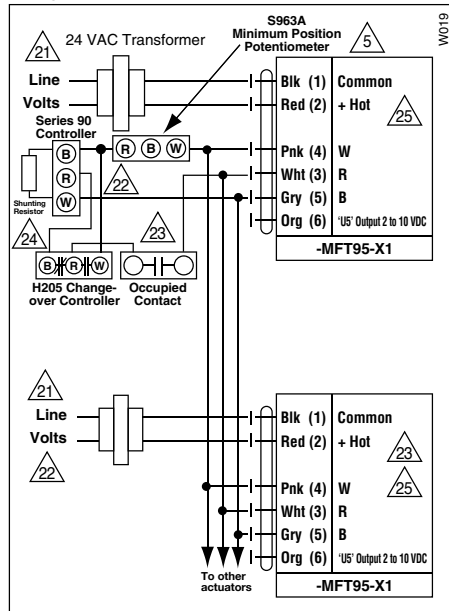 W019
S963A
Minimum Position
Potentiometer
5
21
24 VAC Transformer
Line
Volts
Blk (1) Common
Red (2) + Hot
25
Series 90
Controller
B
R
W
R B W
22
Shunting
Resistor
Pnk (4) W
Wht (3) R
Gry (5) B
Org (6) 'U5' Output 2 to 10 VDC
-MFT95-X1
24
23
B R W
H205 Change-
over Controller
Occupied
Contact
21
Line
Volts
22
Blk (1) Common
Red (2) + Hot
23
25
Pnk (4) W
Wht (3) R
Gry (5) B
Org (6) 'U5' Output 2 to 10 VDC
To other
actuators
-MFT95-X1